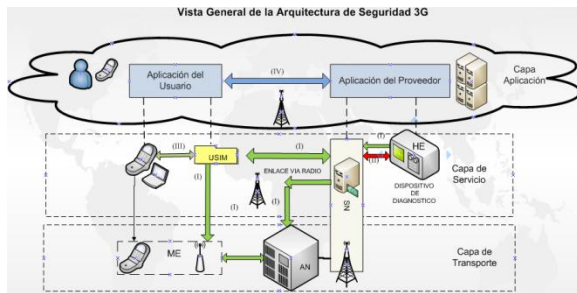 Vista General de la Arquitectura de Seguridad 3G
Aplicación del
Usuario
(IV)
Aplicación del Proveedor
Capa
Aplicación
(III)
USIM
(I)
(I)
HE
(II)
(I)
ENLACE VIA RADIO
DISPOSITIVO
DE
DIAGNOSTICO
Capa de
Servicio
(I)
(I)
SN
ME
AN
Capa de
Transporte